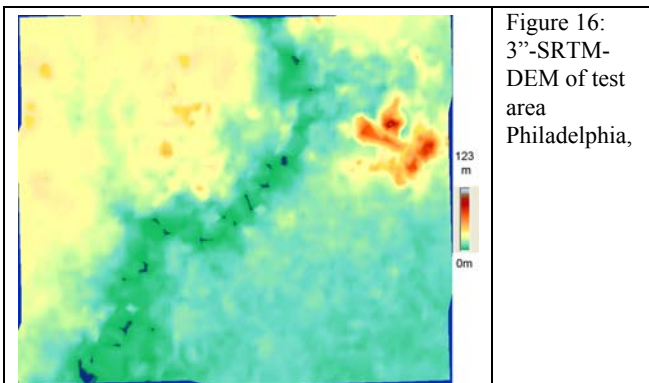 123
m
0m
Figure 16:
3”-SRTM-
DEM of test
area
Philadelphia,